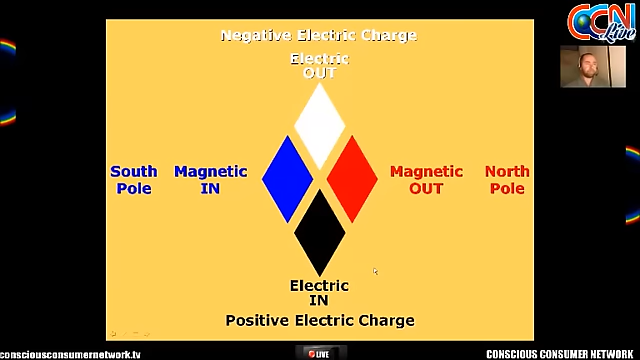 CCN
Live
Negative Electric Charge
Electric
OUT
South
Pole
Magnetic
IN
Magnetic
OUT
North
Pole
Electric
IN
Positive Electric Charge
consciousconsumernetwork.tv
LIVE
CONSCIOUS CONSUMER NETWORK